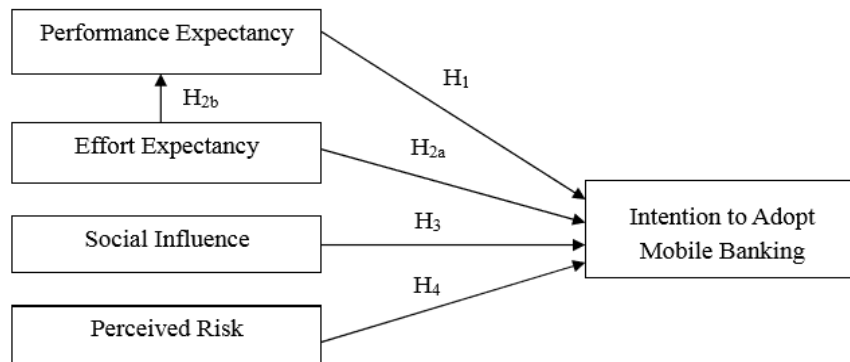 Performance Expectancy
H₁
H₂b
Effort Expectancy
H₂a
Intention to Adopt
Mobile Banking
Social Influence
H₃
H₄
Perceived Risk